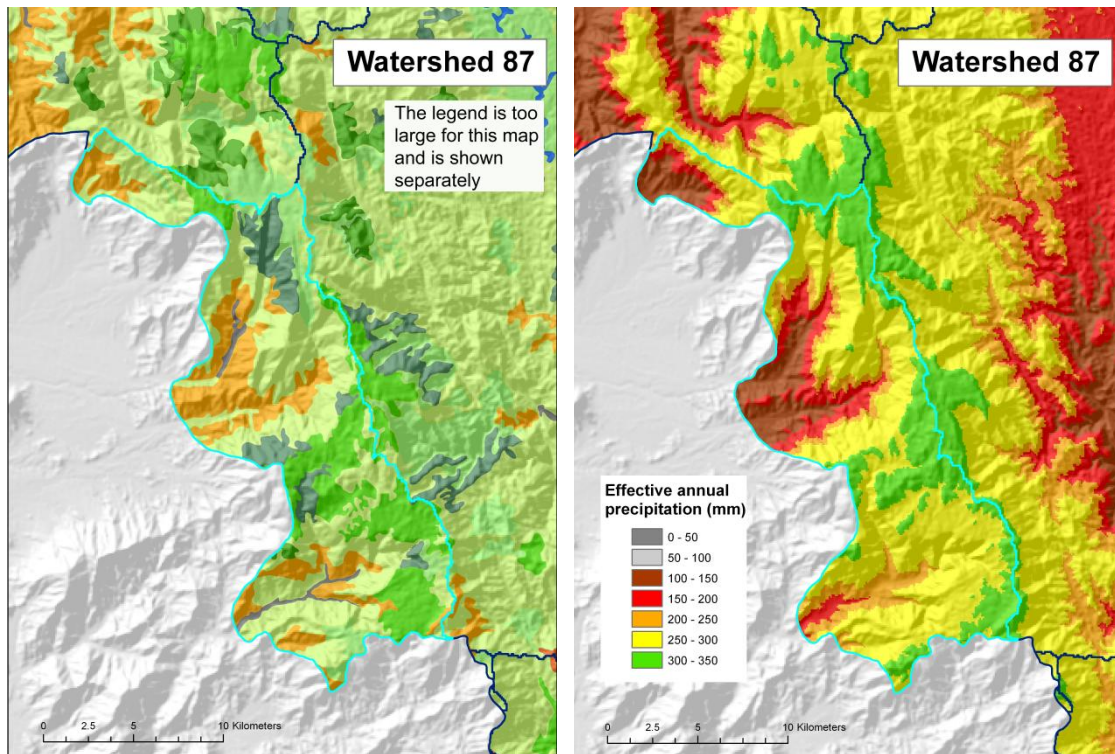 Watershed 87
The legend is too
large for this map
and is shown
separately
0 2.5 5 10 Kilometers
Watershed 87
Effective annual
precipitation (mm)
0 - 50
50 - 100
100 - 150
150 - 200
200 - 250
250 - 300
300 - 350
0 2.5 5 10 Kilometers